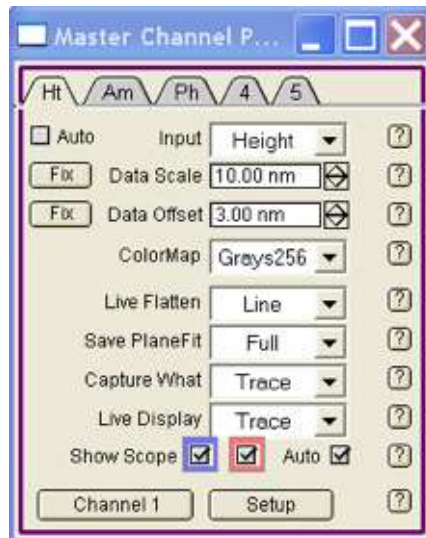 Master Channel P...
Ht Am Ph 4 5
Auto Input Height ?
Fix Data Scale 10.00 nm ?
Fix Data Offset 3.00 nm ?
ColorMap Grays256 ?
Live Flatten Line ?
Save PlaneFit Full ?
Capture What Trace ?
Live Display Trace ?
Show Scope Auto ?
Channel 1 Setup ?